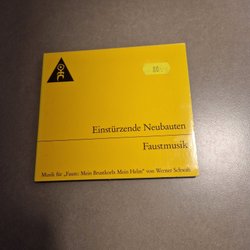 Einstürzende Neubauten
Faustmusik
Musik für „Faust: Mein Brustkorb: Mein Helm" von Werner Schwab